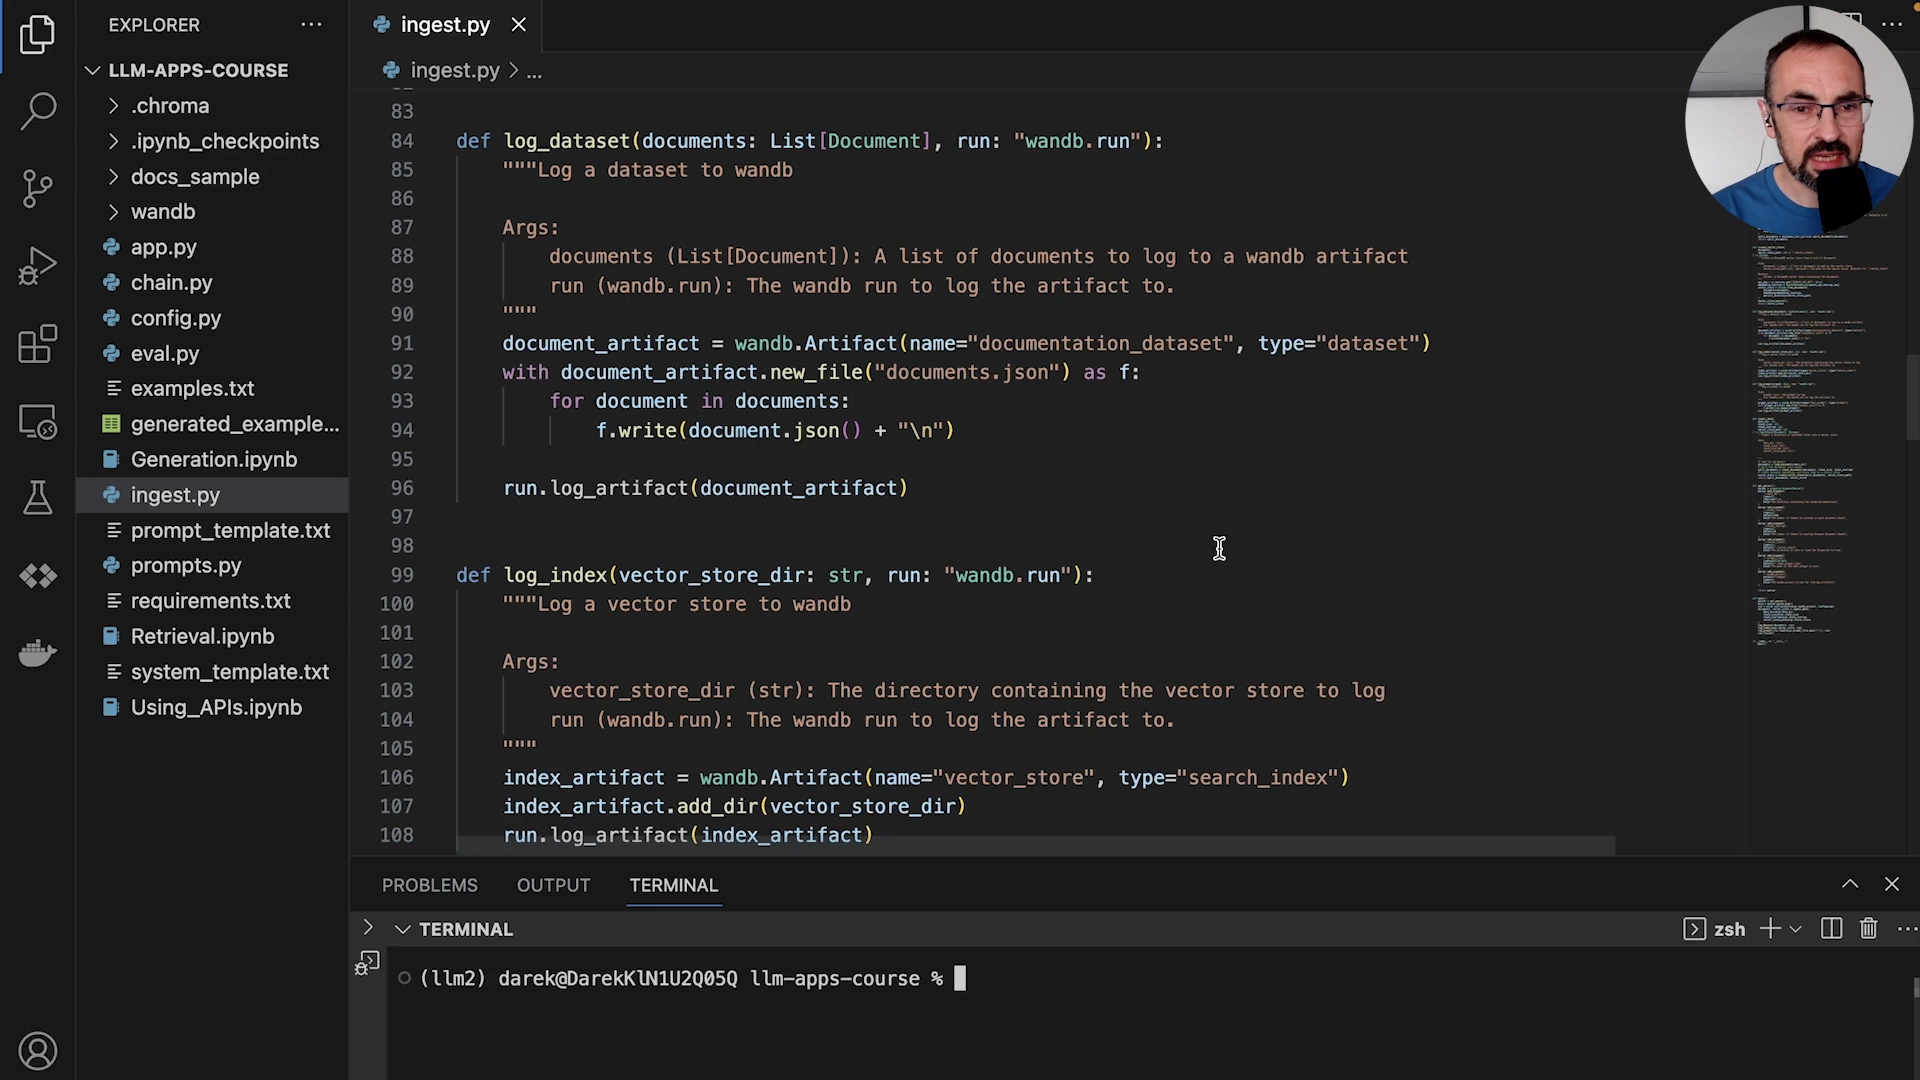 EXPLORER
LLM-APPS-COURSE
.chroma
.ipynb_checkpoints
docs_sample
wandb
app.py
chain.py
config.py
eval.py
examples.txt
generated_example...
Generation.ipynb
ingest.py
prompt_template.txt
prompts.py
requirements.txt
Retrieval.ipynb
system_template.txt
Using_APIs.ipynb
ingest.py
ingest.py > ...
83
84 def log_dataset(documents: List[Document], run: "wandb.run"):
85 """Log a dataset to wandb
86
87 Args:
88 documents (List[Document]): A list of documents to log to a wandb artifact
89 run (wandb.run): The wandb run to log the artifact to.
90 """
91 document_artifact = wandb.Artifact(name="documentation_dataset", type="dataset")
92 with document_artifact.new_file("documents.json") as f:
93 for document in documents:
94 f.write(document.json() + "\n")
95
96 run.log_artifact(document_artifact)
97
98
99 def log_index(vector_store_dir: str, run: "wandb.run"):
100 """Log a vector store to wandb
101
102 Args:
103 vector_store_dir (str): The directory containing the vector store to log
104 run (wandb.run): The wandb run to log the artifact to.
105 """
106 index_artifact = wandb.Artifact(name="vector_store", type="search_index")
107 index_artifact.add_dir(vector_store_dir)
108 run.log_artifact(index_artifact)
PROBLEMS OUTPUT TERMINAL
TERMINAL
zsh
(llm2) darek@DarekKlN1U2Q05Q llm-apps-course %